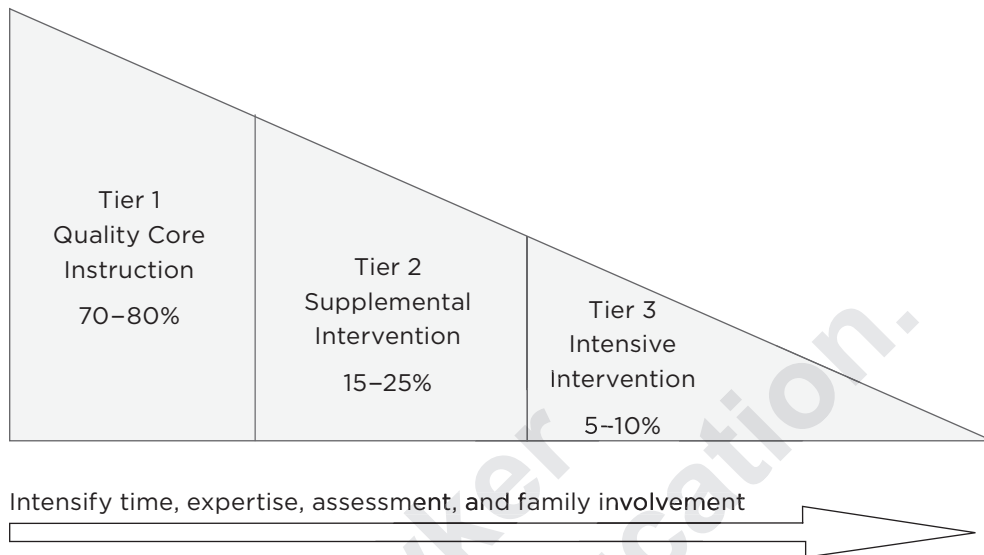 Tier 1
Quality Core
Instruction
70–80%
Tier 2
Supplemental
Intervention
15–25%
Tier 3
Intensive
Intervention
5–10%
Intensify time, expertise, assessment, and family involvement